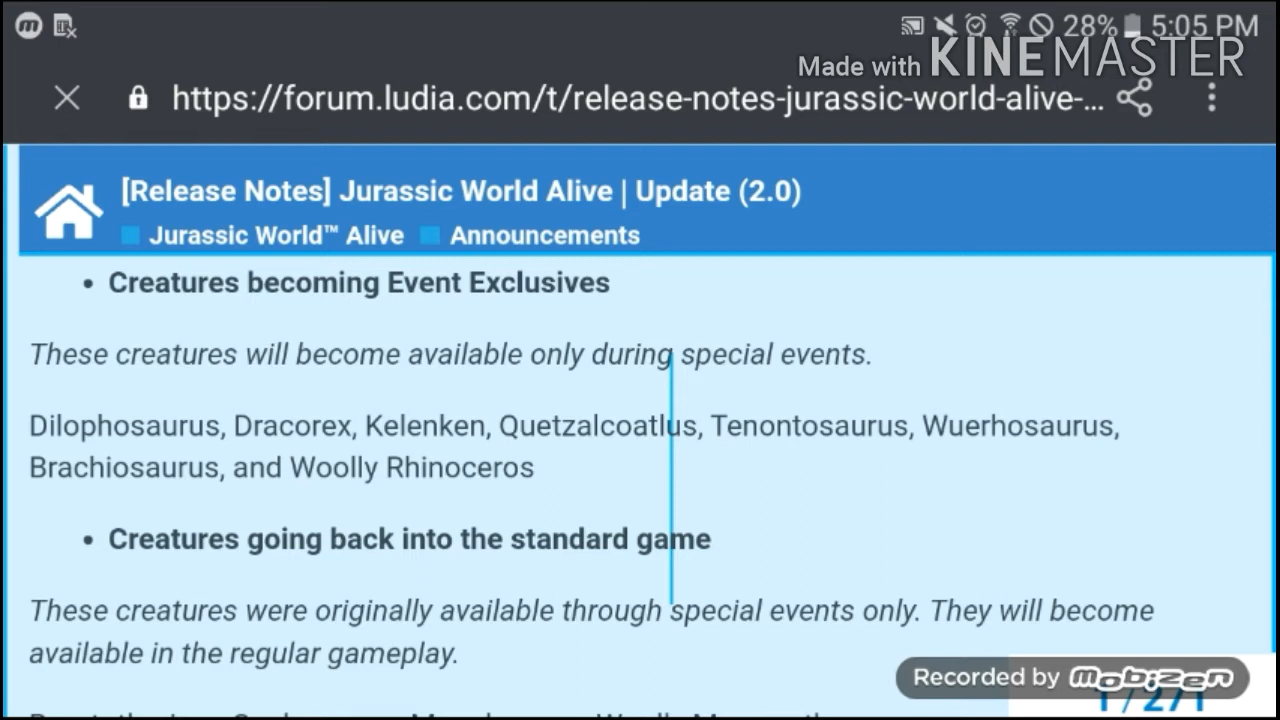 28% 5:05 PM
Made with KINEMASTER
https://forum.ludia.com/t/release-notes-jurassic-world-alive-...
[Release Notes] Jurassic World Alive | Update (2.0)
Jurassic World™ Alive Announcements
• Creatures becoming Event Exclusives
These creatures will become available only during special events.
Dilophosaurus, Dracorex, Kelenken, Quetzalcoatlus, Tenontosaurus, Wuerhosaurus,
Brachiosaurus, and Woolly Rhinoceros
• Creatures going back into the standard game
These creatures were originally available through special events only. They will become
available in the regular gameplay.
Recorded by mobizen
1 / 271